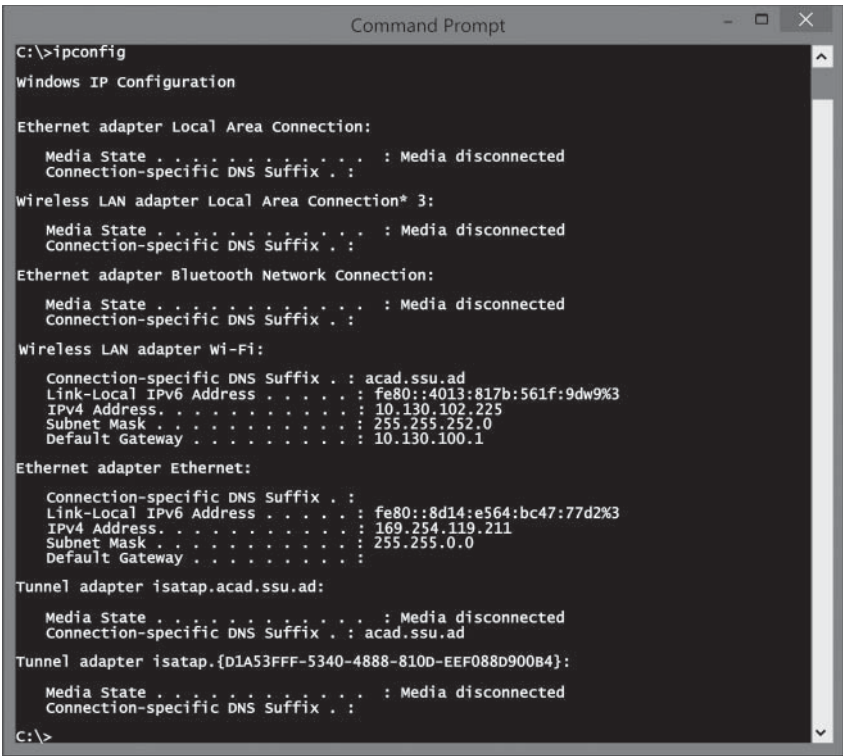 Command Prompt
C:\>ipconfig
Windows IP Configuration
Ethernet adapter Local Area Connection:
Media State . . . . . . . . . . . . : Media disconnected
Connection-specific DNS Suffix . :
Wireless LAN adapter Local Area Connection* 3:
Media State . . . . . . . . . . . . : Media disconnected
Connection-specific DNS Suffix . :
Ethernet adapter Bluetooth Network Connection:
Media State . . . . . . . . . . . . : Media disconnected
Connection-specific DNS Suffix . :
Wireless LAN adapter Wi-Fi:
Connection-specific DNS Suffix . : acad.ssu.ad
Link-Local IPv6 Address . . . . . : fe80::4013:817b:561f:9dw9%3
IPv4 Address. . . . . . . . . . . : 10.130.102.225
Subnet Mask . . . . . . . . . . . : 255.255.252.0
Default Gateway . . . . . . . . . : 10.130.100.1
Ethernet adapter Ethernet:
Connection-specific DNS Suffix . :
Link-Local IPv6 Address . . . . . : fe80::8d14:e564:bc47:77d2%3
IPv4 Address. . . . . . . . . . . : 169.254.119.211
Subnet Mask . . . . . . . . . . . : 255.255.0.0
Default Gateway . . . . . . . . . :
Tunnel adapter isatap.acad.ssu.ad:
Media State . . . . . . . . . . . . : Media disconnected
Connection-specific DNS Suffix . : acad.ssu.ad
Tunnel adapter isatap.{D1A53FFF-5340-4888-810D-EEF088D900B4}:
Media State . . . . . . . . . . . . : Media disconnected
Connection-specific DNS Suffix . :
C:\>